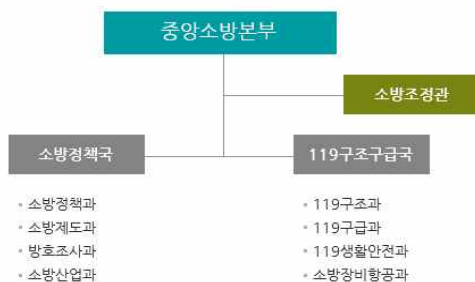 중앙소방본부
소방조정관
소방정책국
119구조구급국
소방정책과
소방제도과
방호조사과
소방산업과
119구조과
119구급과
119생활안전과
소방장비항공과